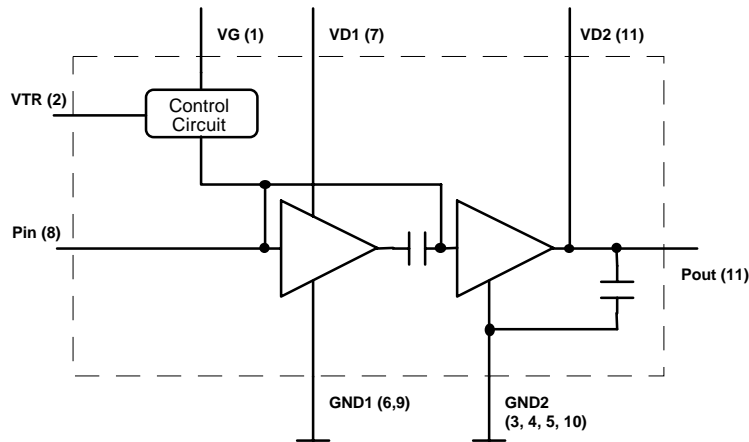 VG (1)
VD1 (7)
VD2 (11)
VTR (2)
Control
Circuit
Pin (8)
Pout (11)
GND1 (6,9)
GND2
(3, 4, 5, 10)